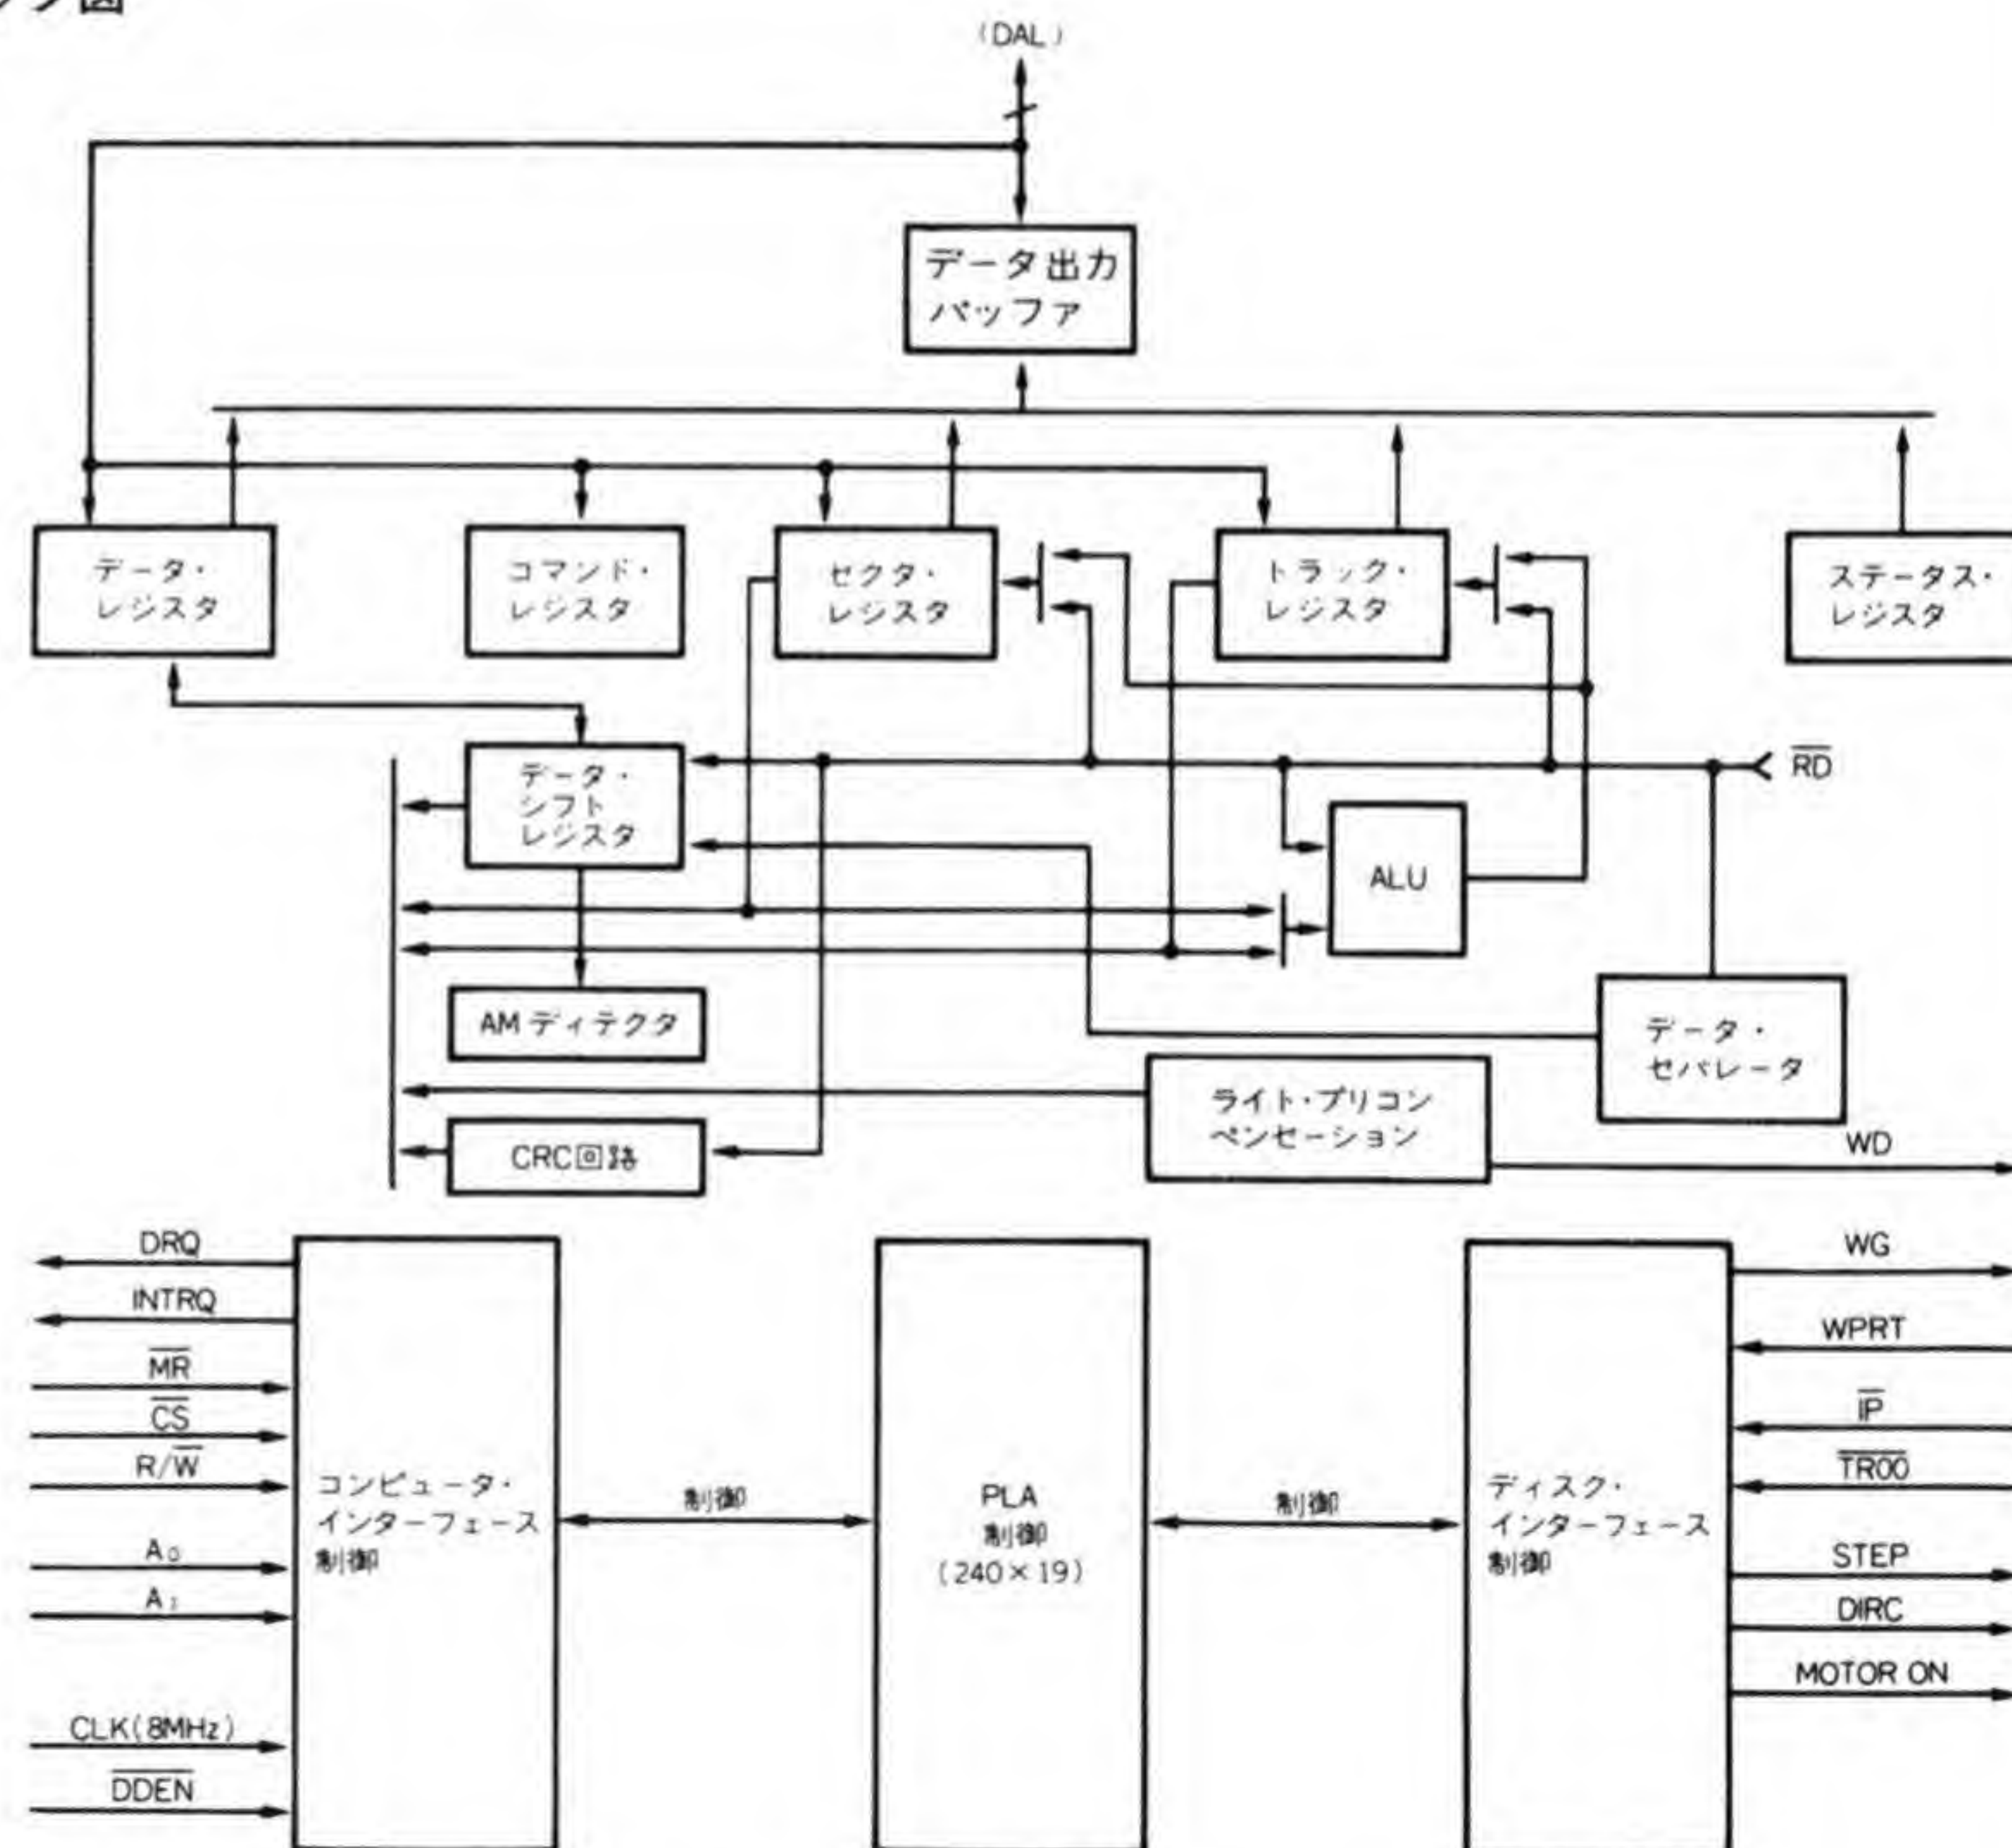 ック図
(DAL)
データ出力
バッファ
データ・
レジスタ
コマンド・
レジスタ
セクタ・
レジスタ
トラック・
レジスタ
ステータス・
レジスタ
データ・
シフト
レジスタ
R̅D̅
ALU
AMディテクタ
データ・
セパレータ
ライト・プリコン
ペンセーション
CRC回路
WD
DRQ
INTRQ
M̅R̅
C̅S̅
R/W̅
A₀
A₁
CLK(8MHz)
D̅D̅E̅N̅
コンピュータ・
インターフェース
制御
制御
PLA
制御
(240×19)
制御
ディスク・
インターフェース
制御
WG
WPRT
I̅P̅
T̅R̅0̅0̅
STEP
DIRC
MOTOR ON